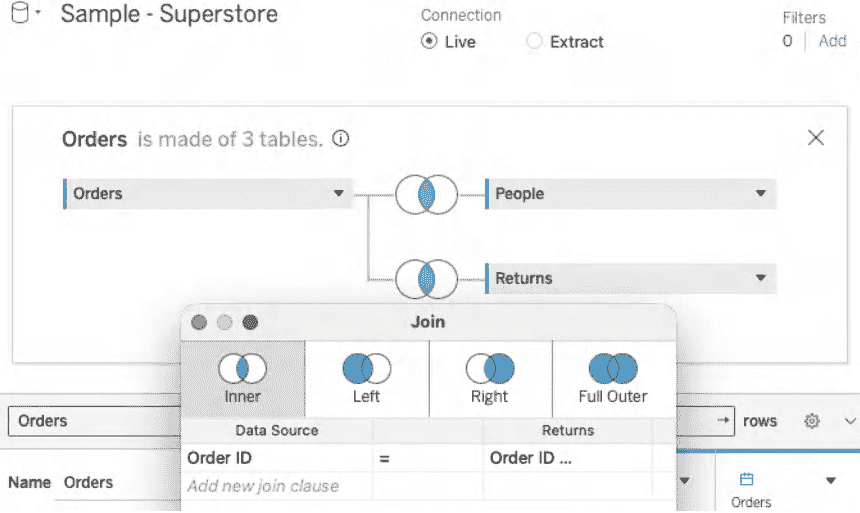 Sample - Superstore
Connection
Live
Extract
Filters
0 Add
Orders is made of 3 tables.
Orders
People
Returns
Join
Inner
Left
Right
Full Outer
Data Source
Returns
Order ID = Order ID ...
Add new join clause
Orders
rows
Name Orders
Orders